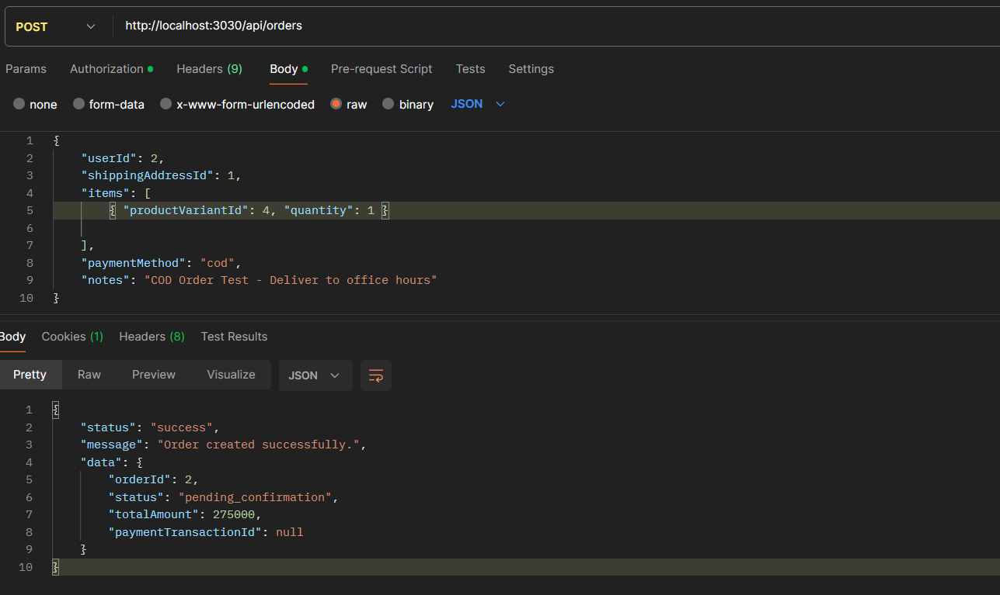 POST http://localhost:3030/api/orders
Params Authorization Headers (9) Body Pre-request Script Tests Settings
none form-data x-www-form-urlencoded raw binary JSON
1 {
2 "userId": 2,
3 "shippingAddressId": 1,
4 "items": [
5 { "productVariantId": 4, "quantity": 1 }
6
7 ],
8 "paymentMethod": "cod",
9 "notes": "COD Order Test - Deliver to office hours"
10 }
Body Cookies (1) Headers (8) Test Results
Pretty Raw Preview Visualize JSON
1 {
2 "status": "success",
3 "message": "Order created successfully.",
4 "data": {
5 "orderId": 2,
6 "status": "pending_confirmation",
7 "totalAmount": 275000,
8 "paymentTransactionId": null
9 }
10 }